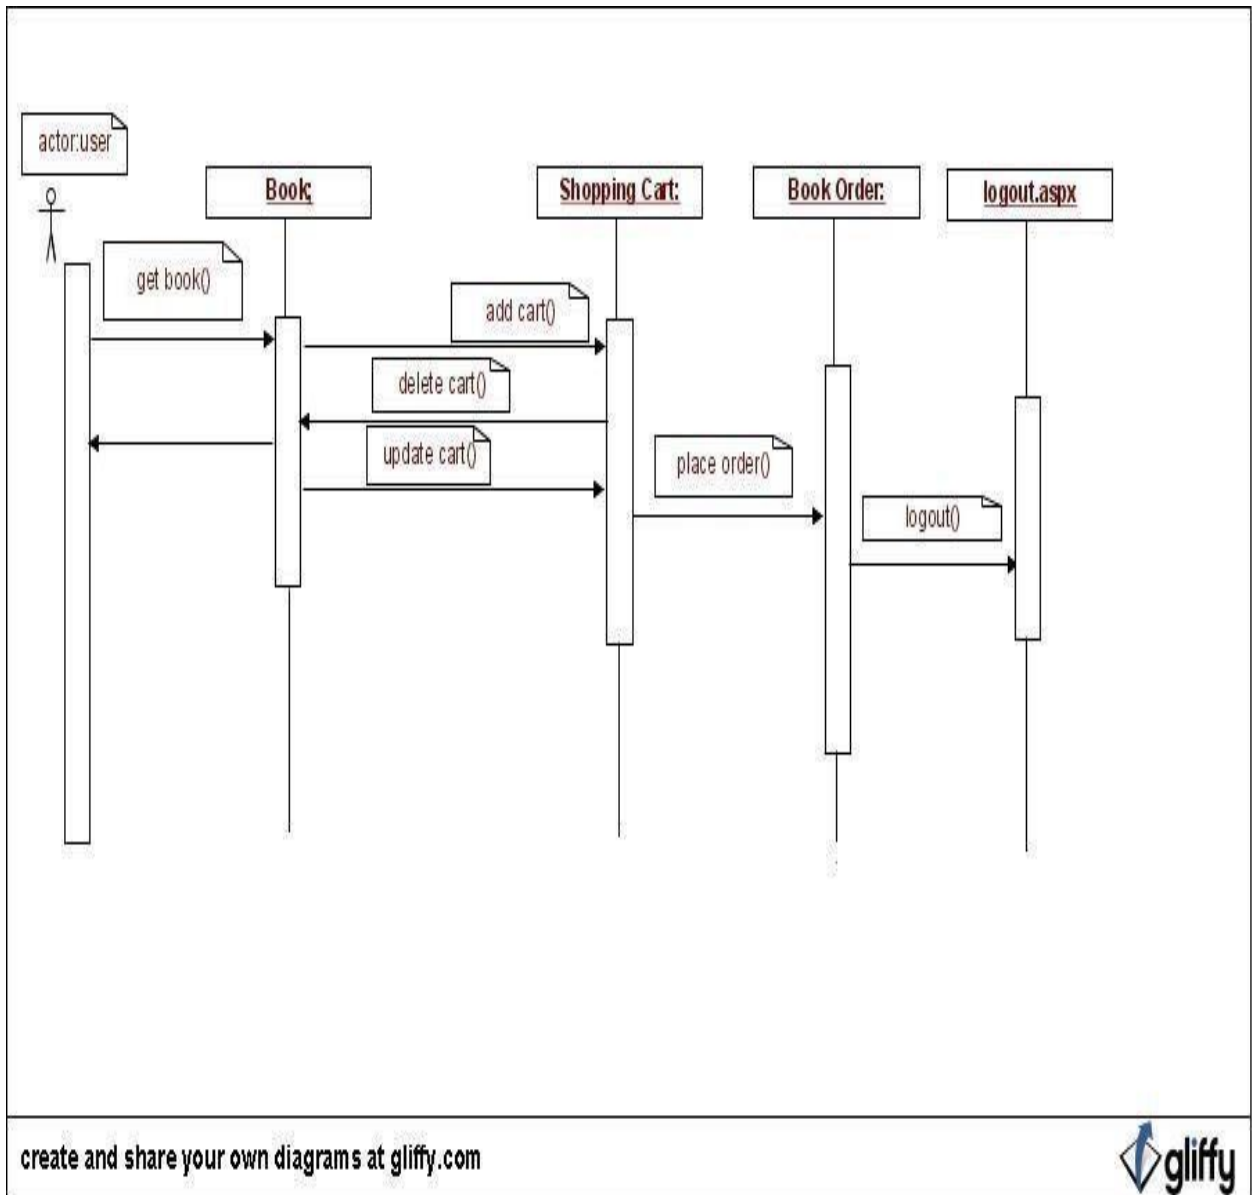 actor:user
Book;
Shopping Cart:
Book Order:
logout.aspx
get book()
add cart()
delete cart()
update cart()
place order()
logout()
create and share your own diagrams at gliffy.com
gliffy